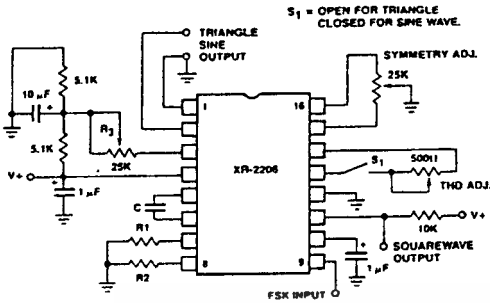 S1 = OPEN FOR TRIANGLE
CLOSED FOR SINE WAVE.
TRIANGLE
SINE
OUTPUT
SYMMETRY ADJ.
25K
5.1K
10 µF
+
R3
25K
5.1K
V+
+
1 µF
C
R1
R2
1
8
XR-2206
16
9
S1
500Ω
THD ADJ.
V+
10K
SQUAREWAVE
OUTPUT
+
1 µF
FSK INPUT